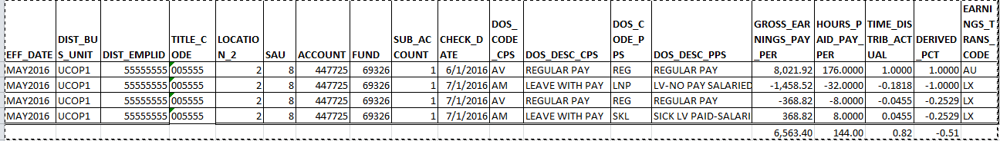 EFF_DATE DIST_BUS_UNIT DIST_EMPLID TITLE_CODE LOCATION_2 SAU ACCOUNT FUND SUB_ACCOUNT CHECK_DATE DOS_CODE_CPS DOS_DESC_CPS DOS_CODE_PPS DOS_DESC_PPS GROSS_EARNINGS_PAY_PER HOURS_PAID_PAY_PER TIME_DISTRIB_ACTUAL DERIVED_PCT EARNINGS_TRANS_CODE
MAY2016 UCOP1 55555555 005555 2 8 447725 69326 1 6/1/2016 AV REGULAR PAY REG REGULAR PAY 8,021.92 176.0000 1.0000 1.0000 AU
MAY2016 UCOP1 55555555 005555 2 8 447725 69326 1 7/1/2016 AM LEAVE WITH PAY LNP LV-NO PAY SALARIED -1,458.52 -32.0000 -0.1818 -1.0000 LX
MAY2016 UCOP1 55555555 005555 2 8 447725 69326 1 7/1/2016 AV REGULAR PAY REG REGULAR PAY -368.82 -8.0000 -0.0455 -0.2529 LX
MAY2016 UCOP1 55555555 005555 2 8 447725 69326 1 7/1/2016 AM LEAVE WITH PAY SKL SICK LV PAID-SALARI 368.82 8.0000 0.0455 -0.2529 LX
6,563.40 144.00 0.82 -0.51